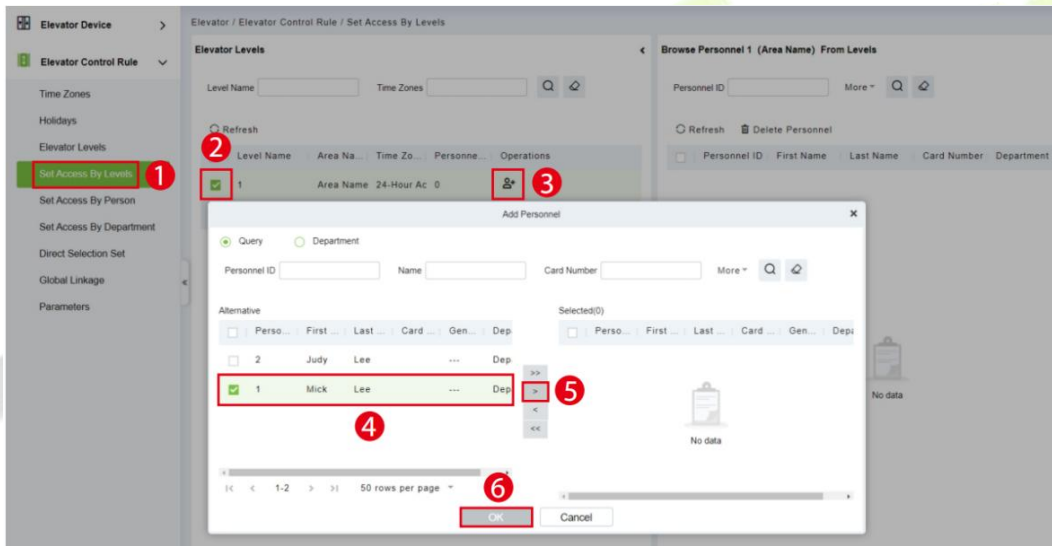 Elevator Device
Elevator Control Rule
Time Zones
Holidays
Elevator Levels
Set Access By Levels
1
Set Access By Person
Set Access By Department
Direct Selection Set
Global Linkage
Parameters
Elevator / Elevator Control Rule / Set Access By Levels
Elevator Levels
Level Name
Time Zones
Refresh
2
Level Name Area Na... Time Zo... Personne... Operations
1 Area Name 24-Hour Ac 0
3
Browse Personnel 1 (Area Name) From Levels
Personnel ID
More
Refresh Delete Personnel
Personnel ID First Name Last Name Card Number Department
No data
Add Personnel
Query Department
Personnel ID
Name
Card Number
More
Alternative
Perso... First ... Last ... Card ... Gen... Dep
2 Judy Lee --- Dep
1 Mick Lee --- Dep
4
>>
>
5
<
<<
Selected(0)
Perso... First ... Last ... Card ... Gen... Depa
No data
|< < 1-2 > >| 50 rows per page
6
OK
Cancel